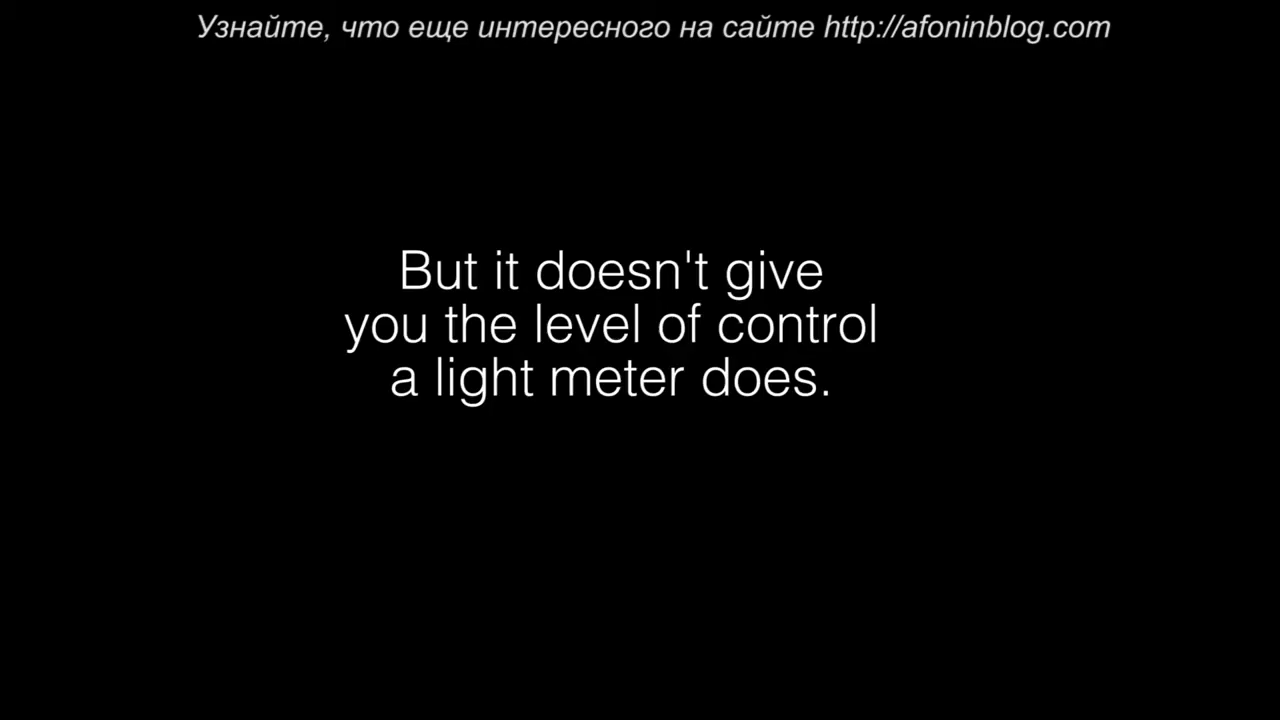 Узнайте, что еще интересного на сайте http://afoninblog.com
But it doesn't give
you the level of control
a light meter does.